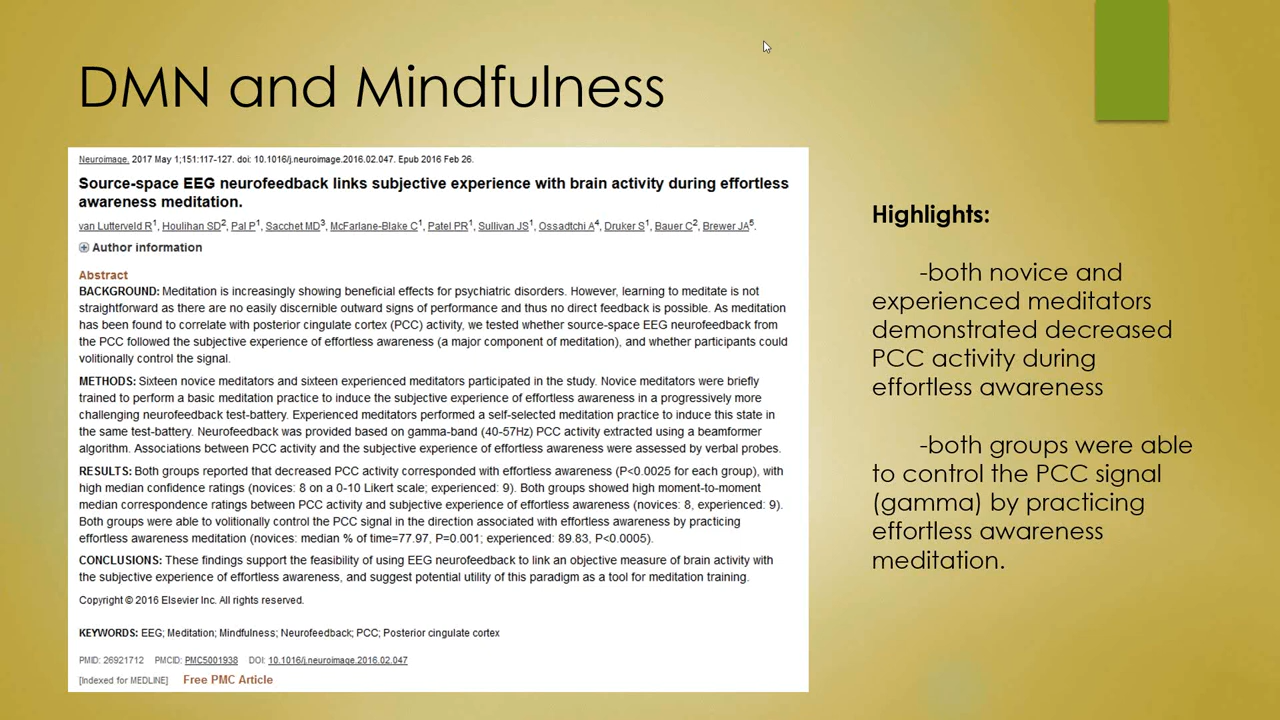 DMN and Mindfulness
Neuroimage. 2017 May 1;151:117-127. doi: 10.1016/j.neuroimage.2016.02.047. Epub 2016 Feb 26.
Source-space EEG neurofeedback links subjective experience with brain activity during effortless
awareness meditation.
van Lutterveld R1, Houlihan SD2, Pal P1, Sacchet MD3, McFarlane-Blake C1, Patel PR1, Sullivan JS1, Ossadtchi A4, Druker S1, Bauer C2, Brewer JA5.
Author information
Abstract
BACKGROUND: Meditation is increasingly showing beneficial effects for psychiatric disorders. However, learning to meditate is not
straightforward as there are no easily discernible outward signs of performance and thus no direct feedback is possible. As meditation
has been found to correlate with posterior cingulate cortex (PCC) activity, we tested whether source-space EEG neurofeedback from
the PCC followed the subjective experience of effortless awareness (a major component of meditation), and whether participants could
volitionally control the signal.
METHODS: Sixteen novice meditators and sixteen experienced meditators participated in the study. Novice meditators were briefly
trained to perform a basic meditation practice to induce the subjective experience of effortless awareness in a progressively more
challenging neurofeedback test-battery. Experienced meditators performed a self-selected meditation practice to induce this state in
the same test-battery. Neurofeedback was provided based on gamma-band (40-57Hz) PCC activity extracted using a beamformer
algorithm. Associations between PCC activity and the subjective experience of effortless awareness were assessed by verbal probes.
RESULTS: Both groups reported that decreased PCC activity corresponded with effortless awareness (P<0.0025 for each group), with
high median confidence ratings (novices: 8 on a 0-10 Likert scale; experienced: 9). Both groups showed high moment-to-moment
median correspondence ratings between PCC activity and subjective experience of effortless awareness (novices: 8, experienced: 9).
Both groups were able to volitionally control the PCC signal in the direction associated with effortless awareness by practicing
effortless awareness meditation (novices: median % of time=77.97, P=0.001; experienced: 89.83, P<0.0005).
CONCLUSIONS: These findings support the feasibility of using EEG neurofeedback to link an objective measure of brain activity with
the subjective experience of effortless awareness, and suggest potential utility of this paradigm as a tool for meditation training.
Copyright © 2016 Elsevier Inc. All rights reserved.
KEYWORDS: EEG; Meditation; Mindfulness; Neurofeedback; PCC; Posterior cingulate cortex
PMID: 26921712 PMCID: PMC5001938 DOI: 10.1016/j.neuroimage.2016.02.047
[Indexed for MEDLINE] Free PMC Article
Highlights:
-both novice and
experienced meditators
demonstrated decreased
PCC activity during
effortless awareness
-both groups were able
to control the PCC signal
(gamma) by practicing
effortless awareness
meditation.